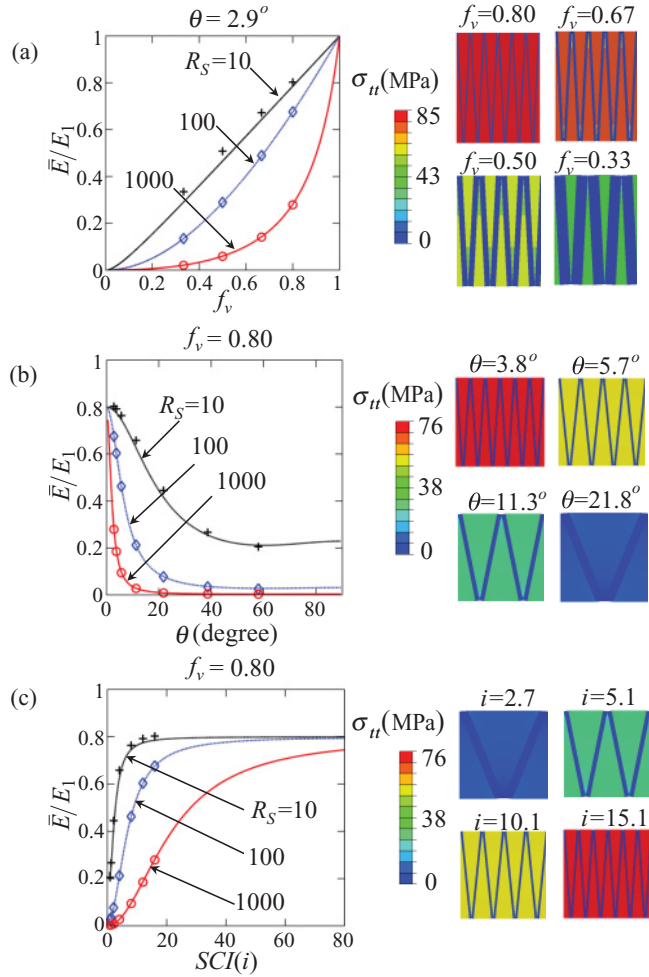 θ = 2.9°
(a)
R_S=10
100
1000
Ē/E₁
1
0.8
0.6
0.4
0.2
0
0.2
0.4
0.6
0.8
1
f_v
σ_tt(MPa)
85
43
0
f_v=0.80
f_v=0.67
f_v=0.50
f_v=0.33
f_v = 0.80
(b)
R_S=10
100
1000
Ē/E₁
1
0.8
0.6
0.4
0.2
0
0
20
40
60
80
θ (degree)
σ_tt(MPa)
76
38
0
θ=3.8°
θ=5.7°
θ=11.3°
θ=21.8°
f_v = 0.80
(c)
R_S=10
100
1000
Ē/E₁
1
0.8
0.6
0.4
0.2
0
0
20
40
60
80
SCI(i)
σ_tt(MPa)
76
38
0
i=2.7
i=5.1
i=10.1
i=15.1